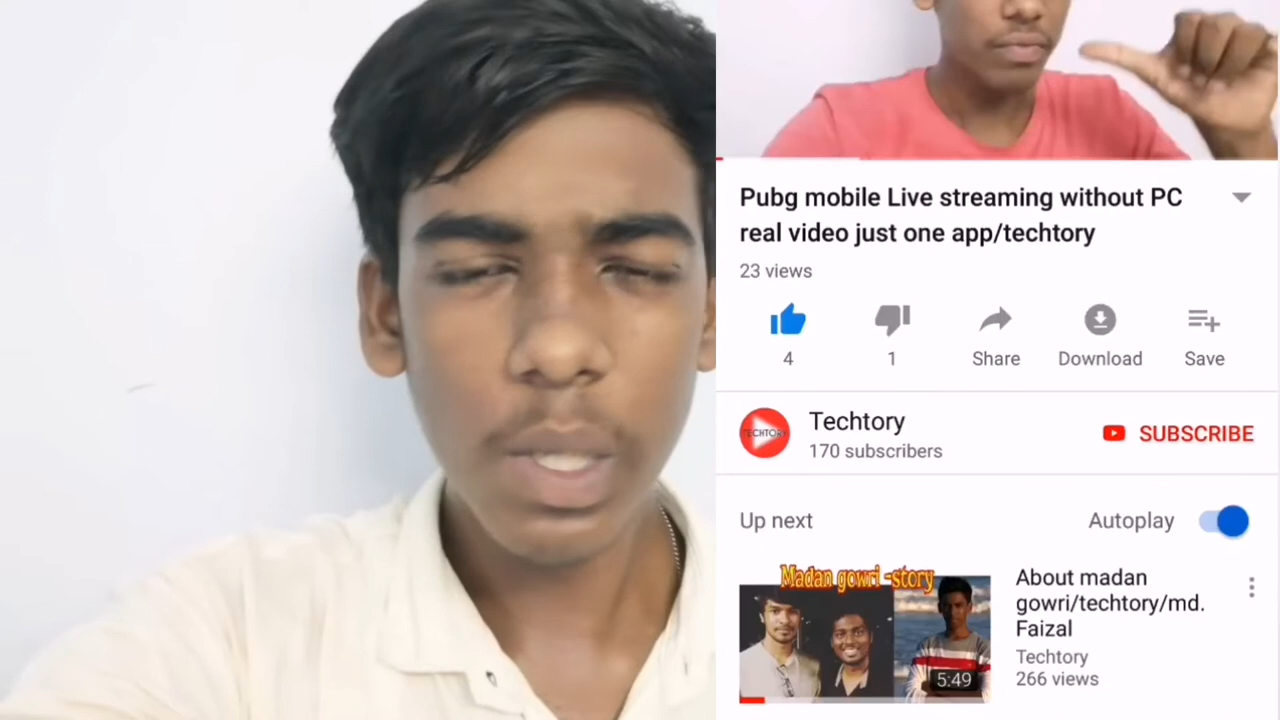 Pubg mobile Live streaming without PC
real video just one app/techtory
23 views
4
1
Share
Download
Save
TECHTORY
Techtory
170 subscribers
SUBSCRIBE
Up next
Autoplay
Madan gowri -story
5:49
About madan
gowri/techtory/md.
Faizal
Techtory
266 views